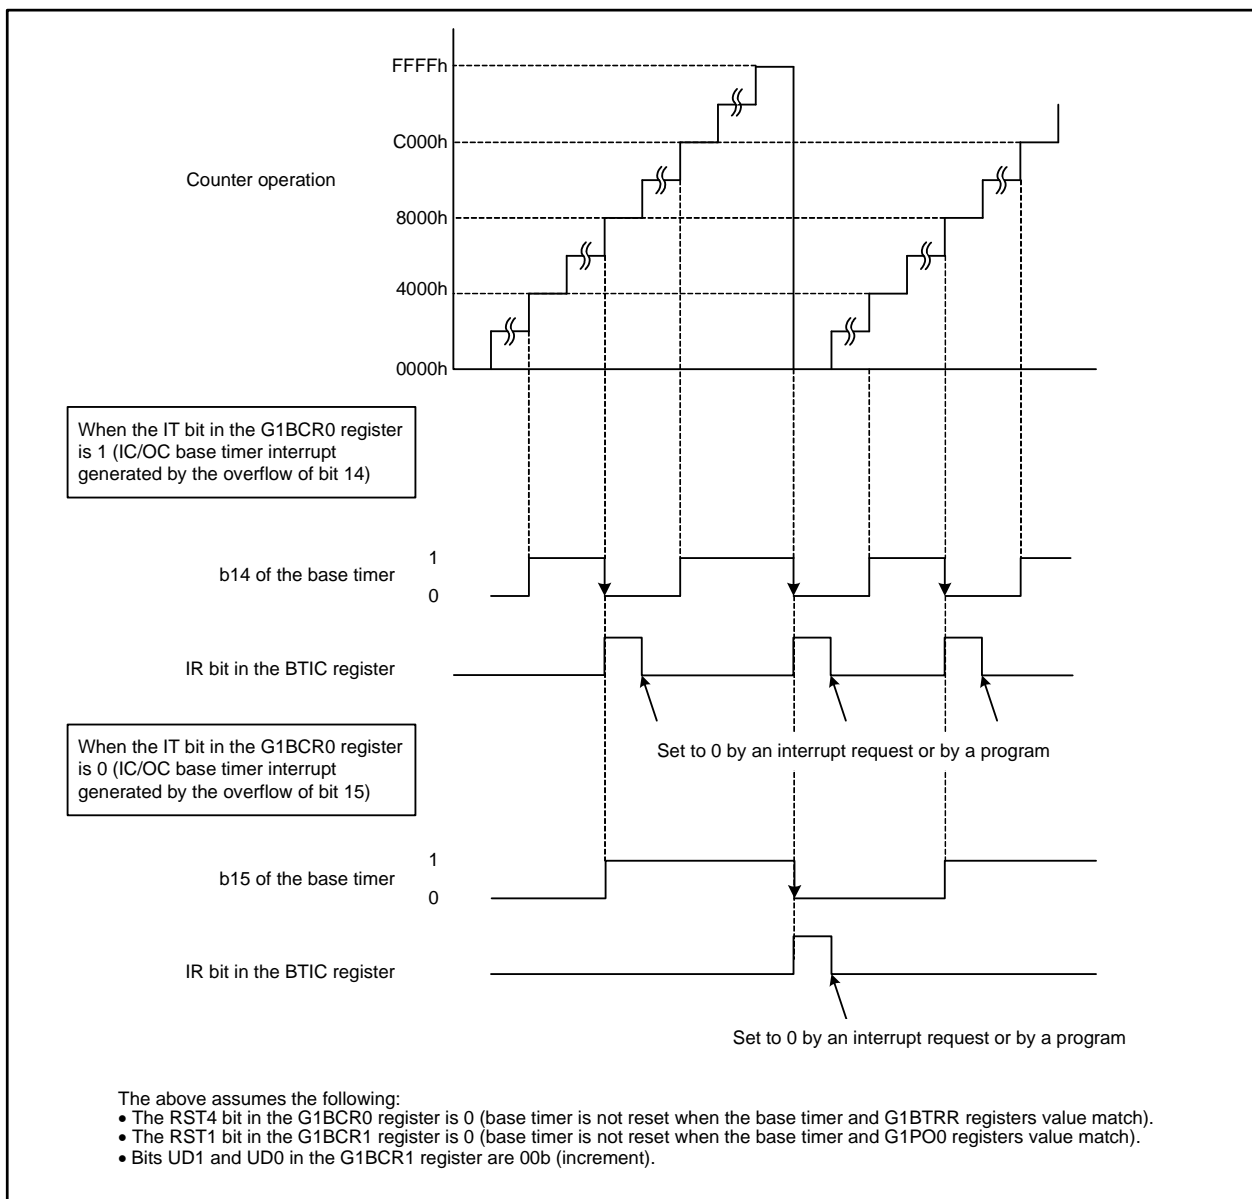 FFFFh
C000h
Counter operation
8000h
4000h
0000h
When the IT bit in the G1BCR0 register
is 1 (IC/OC base timer interrupt
generated by the overflow of bit 14)
1
b14 of the base timer
0
IR bit in the BTIC register
When the IT bit in the G1BCR0 register
is 0 (IC/OC base timer interrupt
generated by the overflow of bit 15)
Set to 0 by an interrupt request or by a program
1
b15 of the base timer
0
IR bit in the BTIC register
Set to 0 by an interrupt request or by a program
The above assumes the following:
• The RST4 bit in the G1BCR0 register is 0 (base timer is not reset when the base timer and G1BTRR registers value match).
• The RST1 bit in the G1BCR1 register is 0 (base timer is not reset when the base timer and G1PO0 registers value match).
• Bits UD1 and UD0 in the G1BCR1 register are 00b (increment).